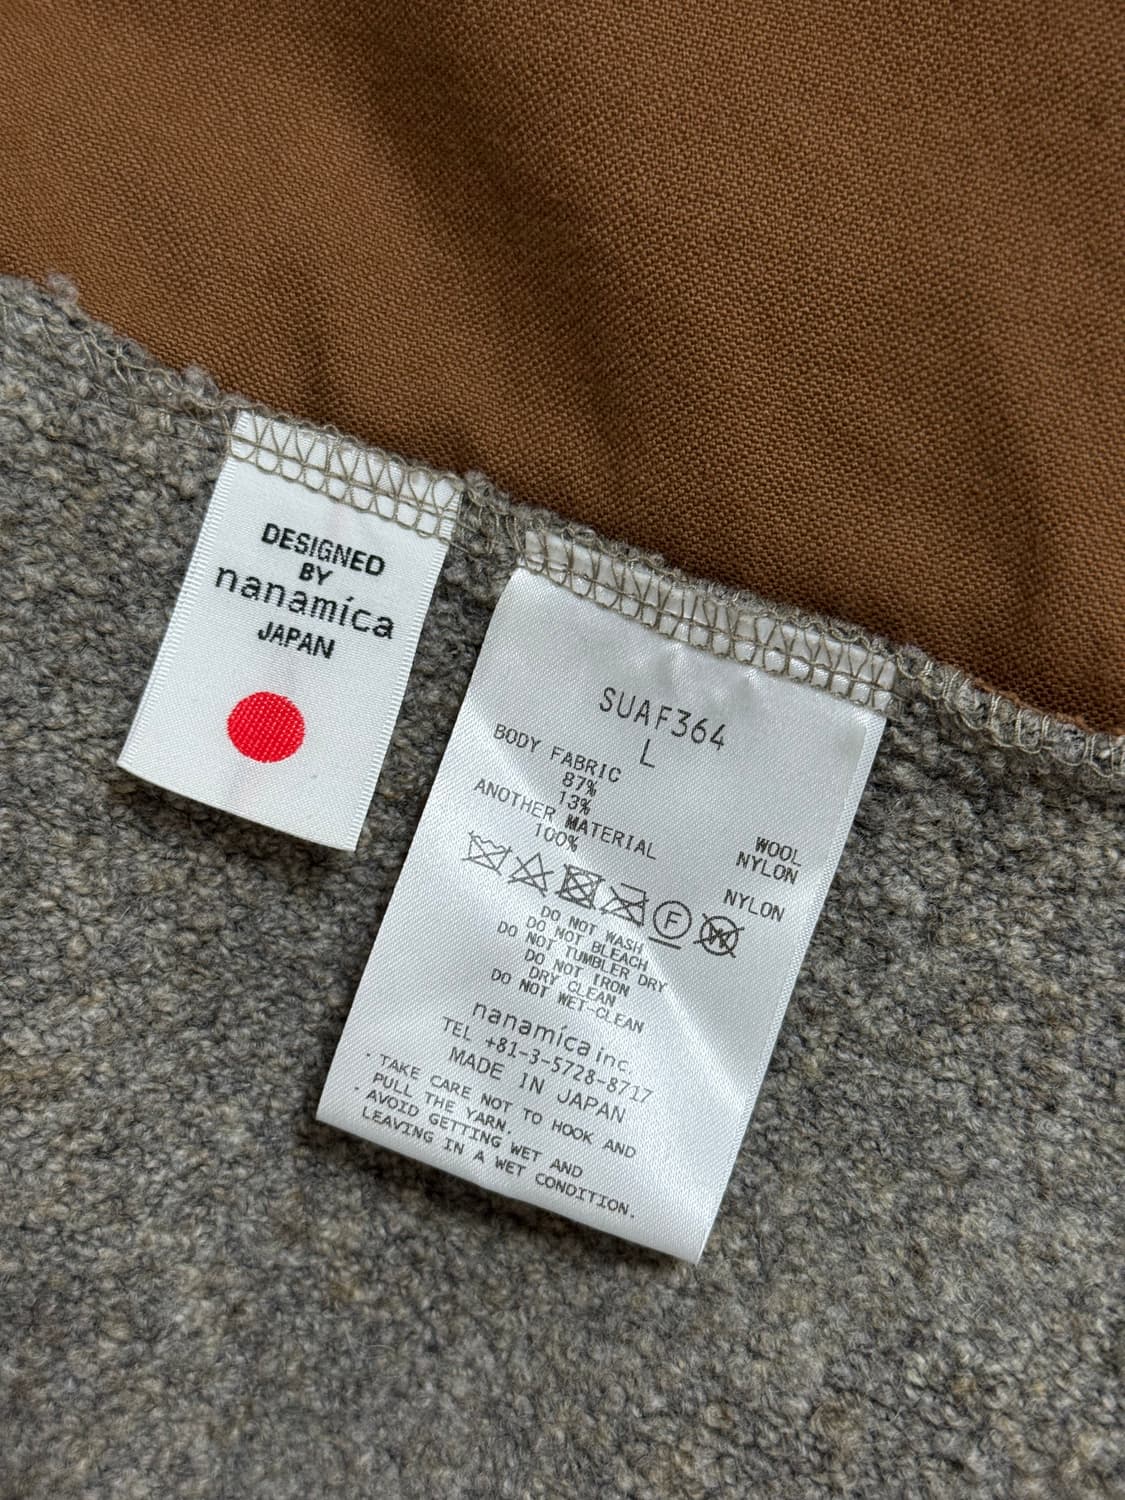 DESIGNED
BY
nanamíca
JAPAN
SUAF364
L
BODY FABRIC
87% WOOL
13% NYLON
ANOTHER MATERIAL
100% NYLON
F
W
DO NOT WASH
DO NOT BLEACH
DO NOT TUMBLER DRY
DO NOT IRON
DRY CLEAN
DO NOT WET-CLEAN
nanamíca inc.
TEL +81-3-5728-8717
MADE IN JAPAN
・TAKE CARE NOT TO HOOK AND
PULL THE YARN.
・AVOID GETTING WET AND
LEAVING IN A WET CONDITION.